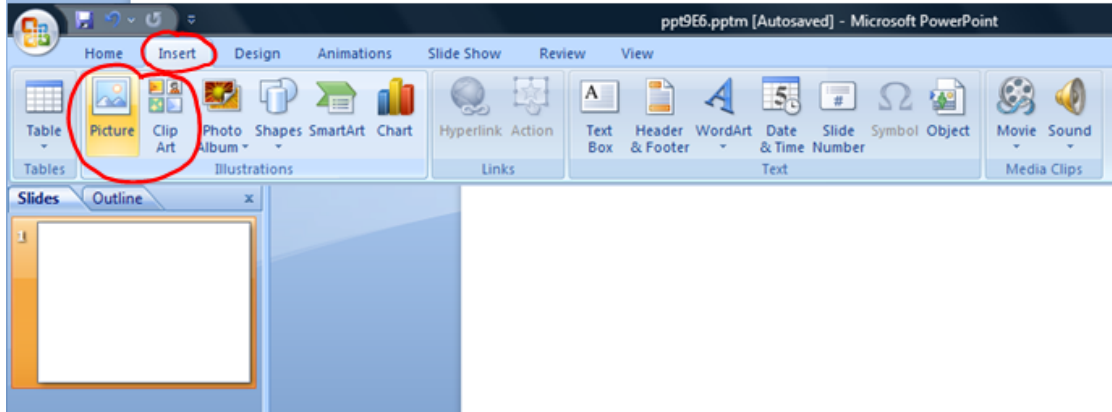 ppt9E6.pptm [Autosaved] - Microsoft PowerPoint
Home Insert Design Animations Slide Show Review View
Table Picture Clip Art Photo Album Shapes SmartArt Chart Hyperlink Action Text Box Header & Footer WordArt Date & Time Slide Number Symbol Object Movie Sound
Tables Illustrations Links Text Media Clips
Slides Outline x
1